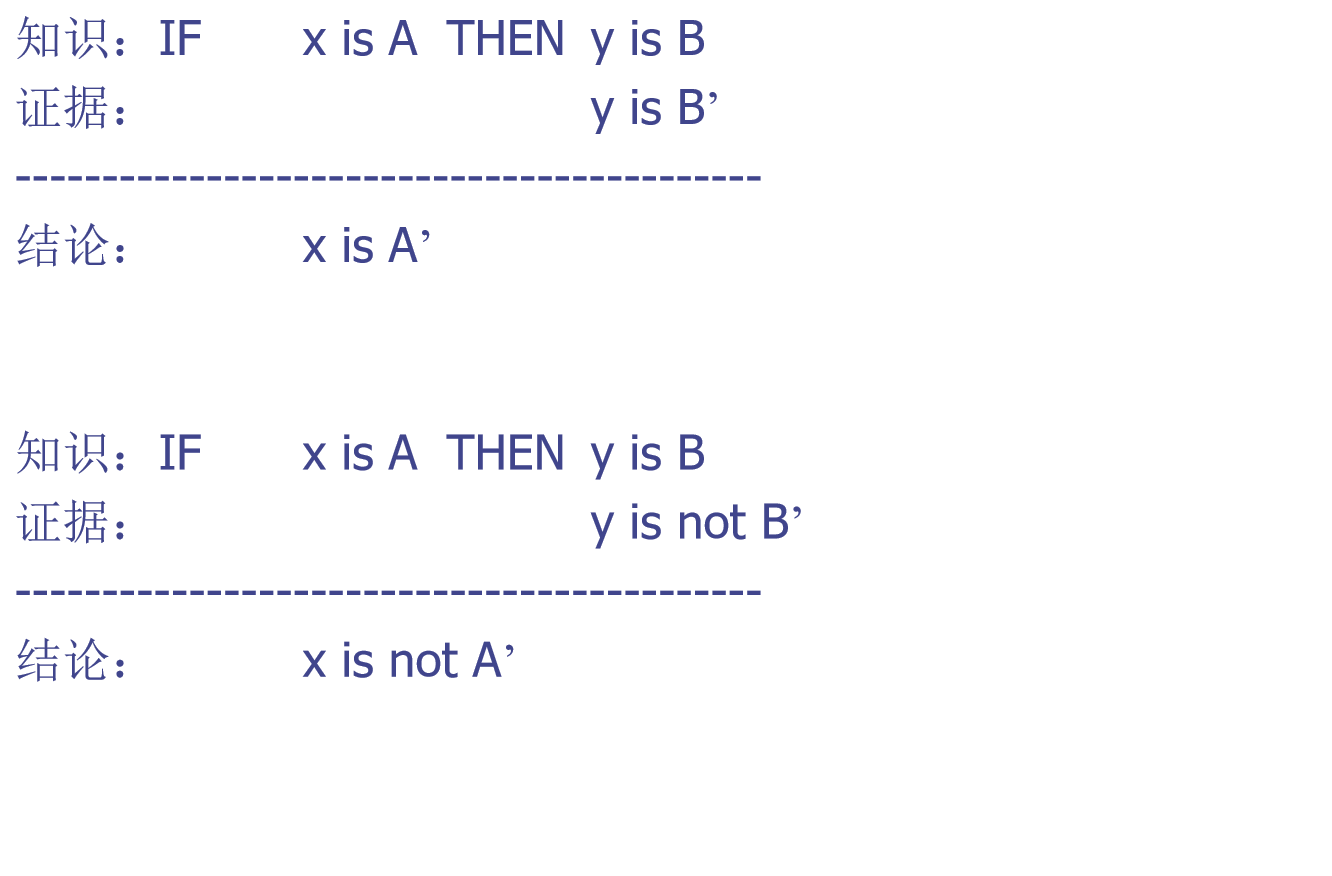 知识：IF x is A THEN y is B
证据： y is B’
-------------------------------------------
结论： x is A’
知识：IF x is A THEN y is B
证据： y is not B’
-------------------------------------------
结论： x is not A’